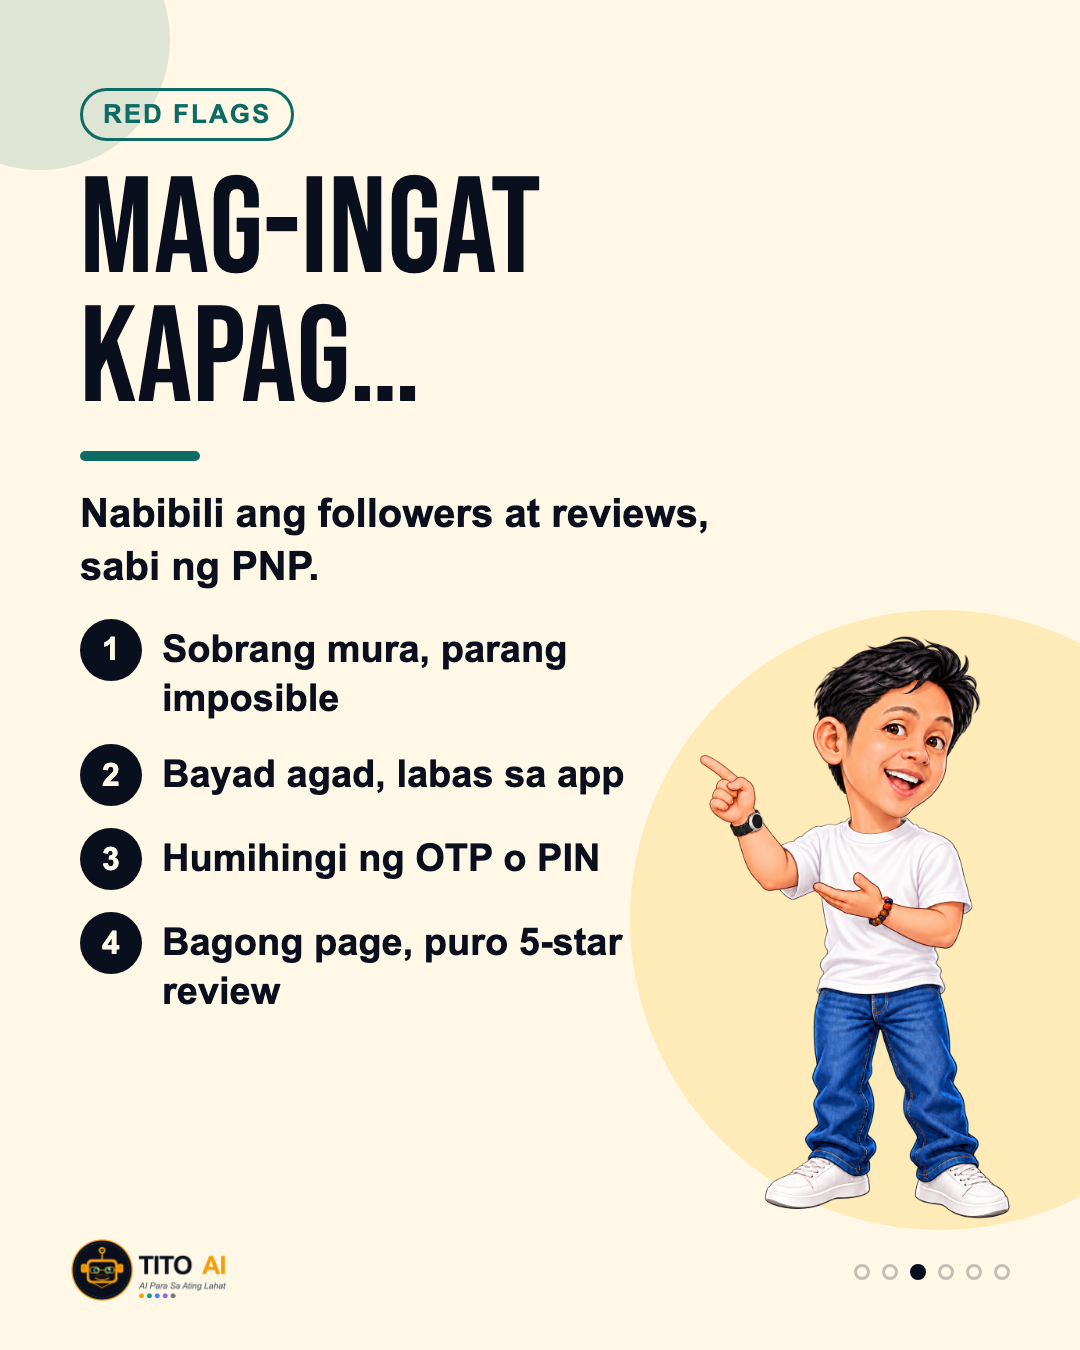 RED FLAGS
MAG-INGAT
KAPAG...
Nabibili ang followers at reviews,
sabi ng PNP.
1 Sobrang mura, parang
imposible
2 Bayad agad, labas sa app
3 Humihingi ng OTP o PIN
4 Bagong page, puro 5-star
review
TITO AI
AI Para Sa Ating Lahat